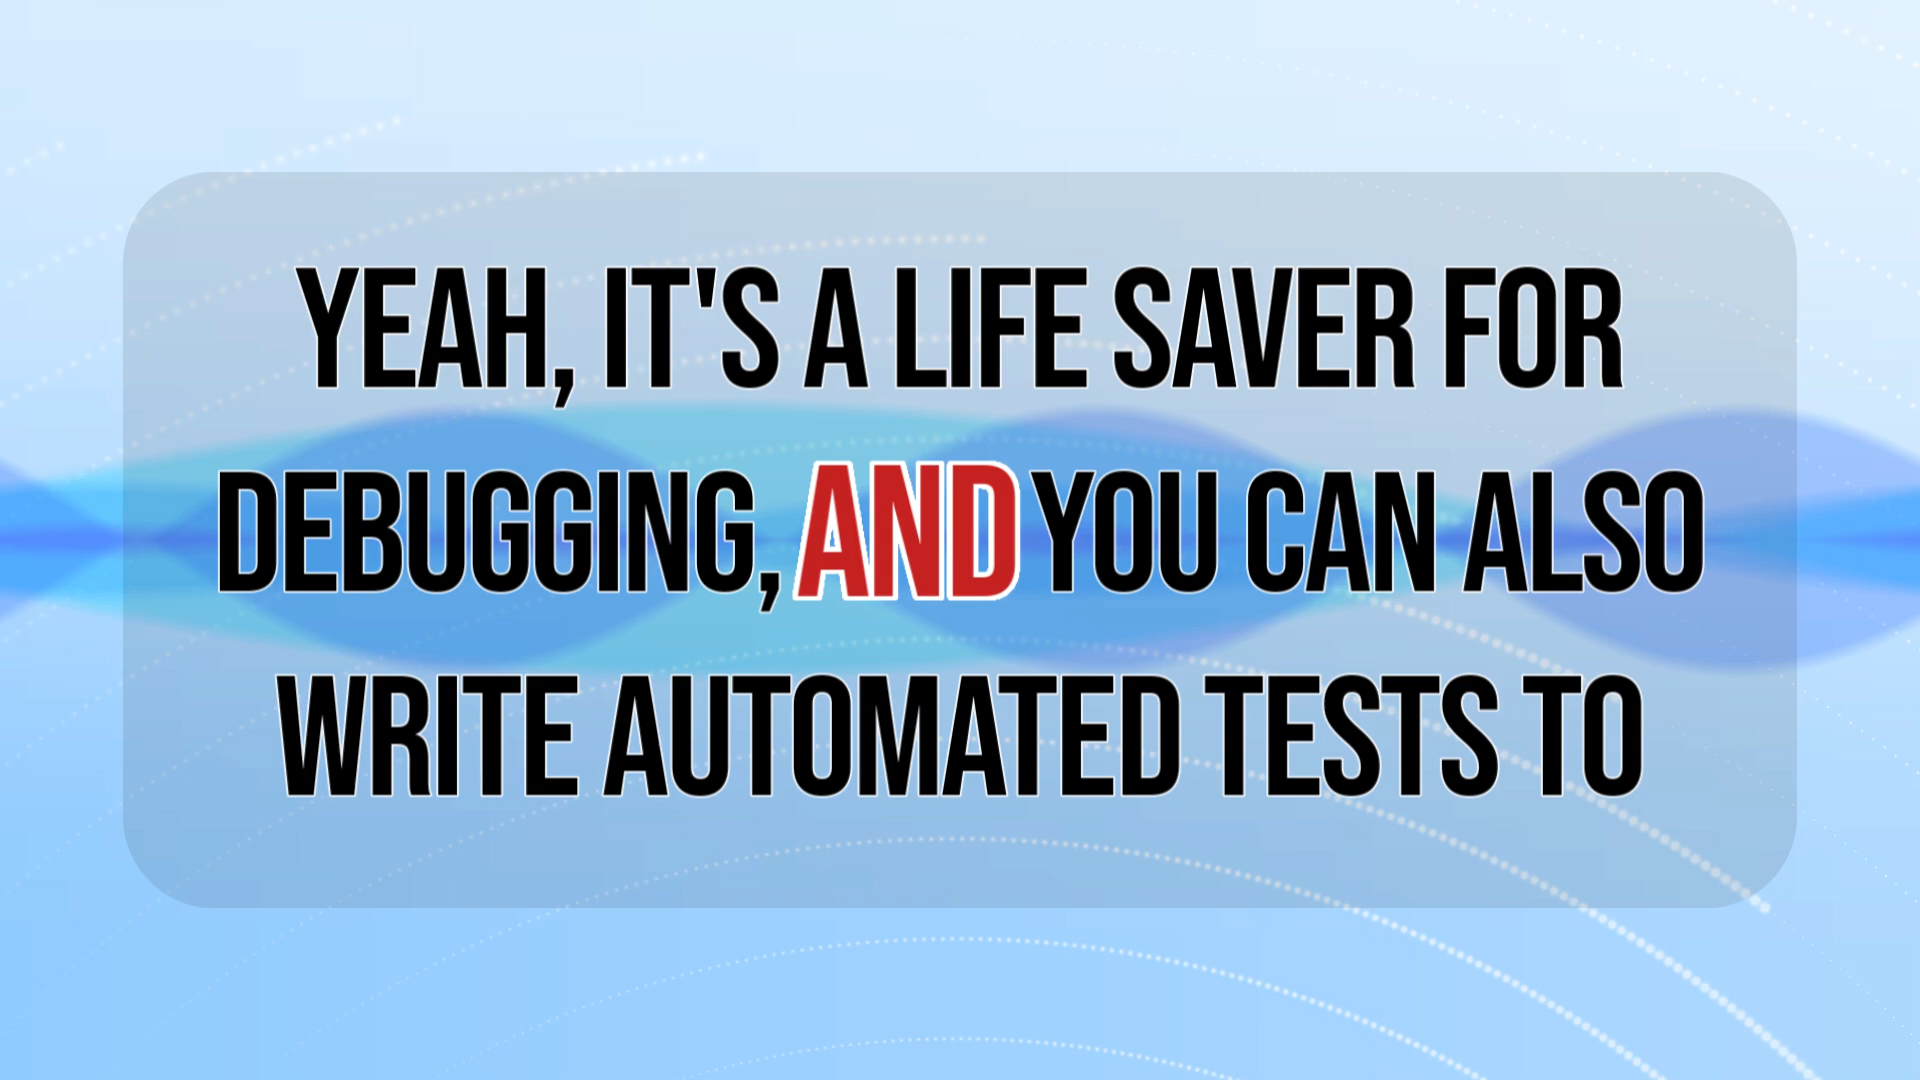 YEAH, IT'S A LIFE SAVER FOR
DEBUGGING, AND YOU CAN ALSO
WRITE AUTOMATED TESTS TO